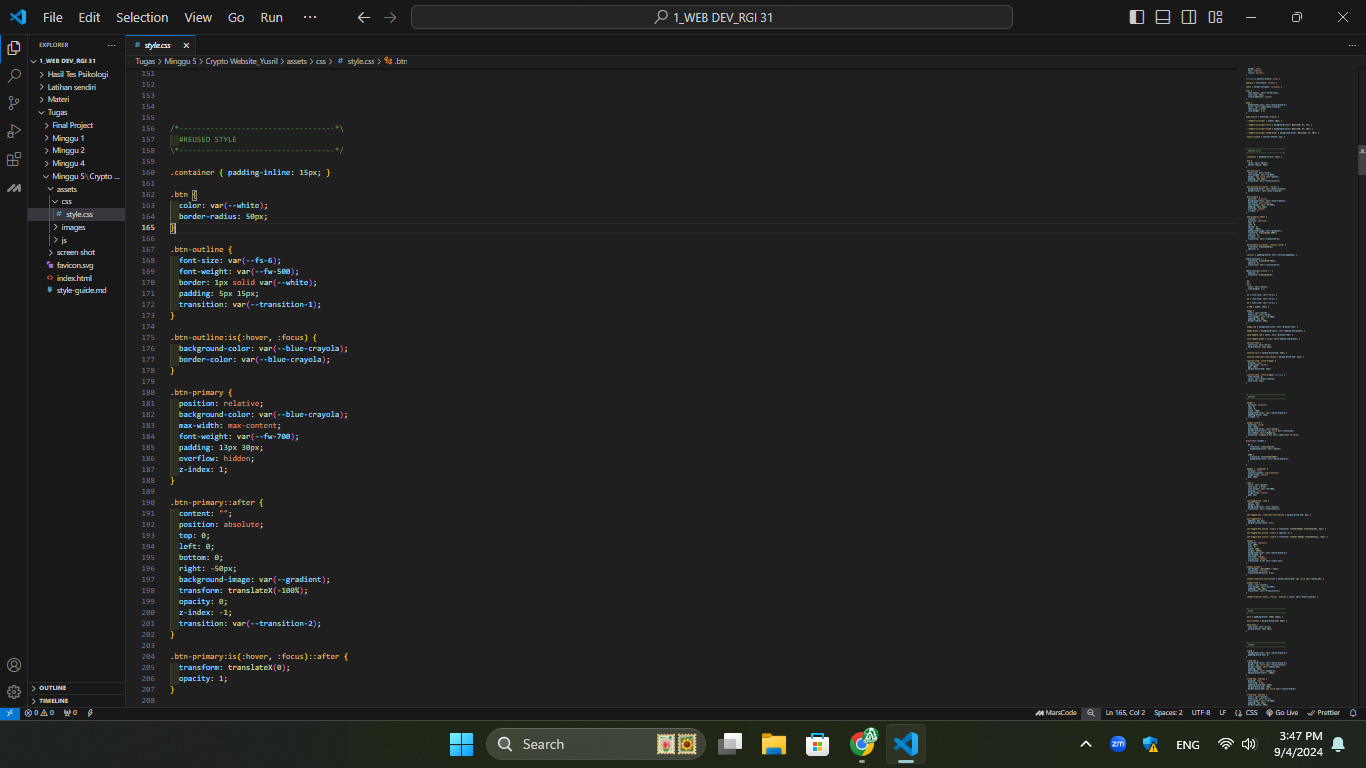 File Edit Selection View Go Run ···
1_WEB DEV_RGI 31
EXPLORER
1_WEB DEV_RGI 31
Hasil Tes Psikologi
Latihan sendiri
Materi
Tugas
Final Project
Minggu 1
Minggu 2
Minggu 4
Minggu 5\Crypto ...
assets
css
# style.css
images
js
screen shot
favicon.svg
<> index.html
style-guide.md
OUTLINE
TIMELINE
# style.css
Tugas > Minggu 5 > Crypto Website_Yusril > assets > css > # style.css > .btn
151
152
153
154
155
156 /*-----------------------------------*\
157 #REUSED STYLE
158 \*-----------------------------------*/
159
160 .container { padding-inline: 15px; }
161
162 .btn {
163 color: var(--white);
164 border-radius: 50px;
165 }
166
167 .btn-outline {
168 font-size: var(--fs-6);
169 font-weight: var(--fw-500);
170 border: 1px solid var(--white);
171 padding: 5px 15px;
172 transition: var(--transition-1);
173 }
174
175 .btn-outline:is(:hover, :focus) {
176 background-color: var(--blue-crayola);
177 border-color: var(--blue-crayola);
178 }
179
180 .btn-primary {
181 position: relative;
182 background-color: var(--blue-crayola);
183 max-width: max-content;
184 font-weight: var(--fw-700);
185 padding: 13px 30px;
186 overflow: hidden;
187 z-index: 1;
188 }
189
190 .btn-primary::after {
191 content: "";
192 position: absolute;
193 top: 0;
194 left: 0;
195 bottom: 0;
196 right: -50px;
197 background-image: var(--gradient);
198 transform: translateX(-100%);
199 opacity: 0;
200 z-index: -1;
201 transition: var(--transition-2);
202 }
203
204 .btn-primary:is(:hover, :focus)::after {
205 transform: translateX(0);
206 opacity: 1;
207 }
208
0 0 0 MarsCode Ln 165, Col 2 Spaces: 2 UTF-8 LF CSS Go Live Prettier
Search
zm
ENG
3:47 PM
9/4/2024